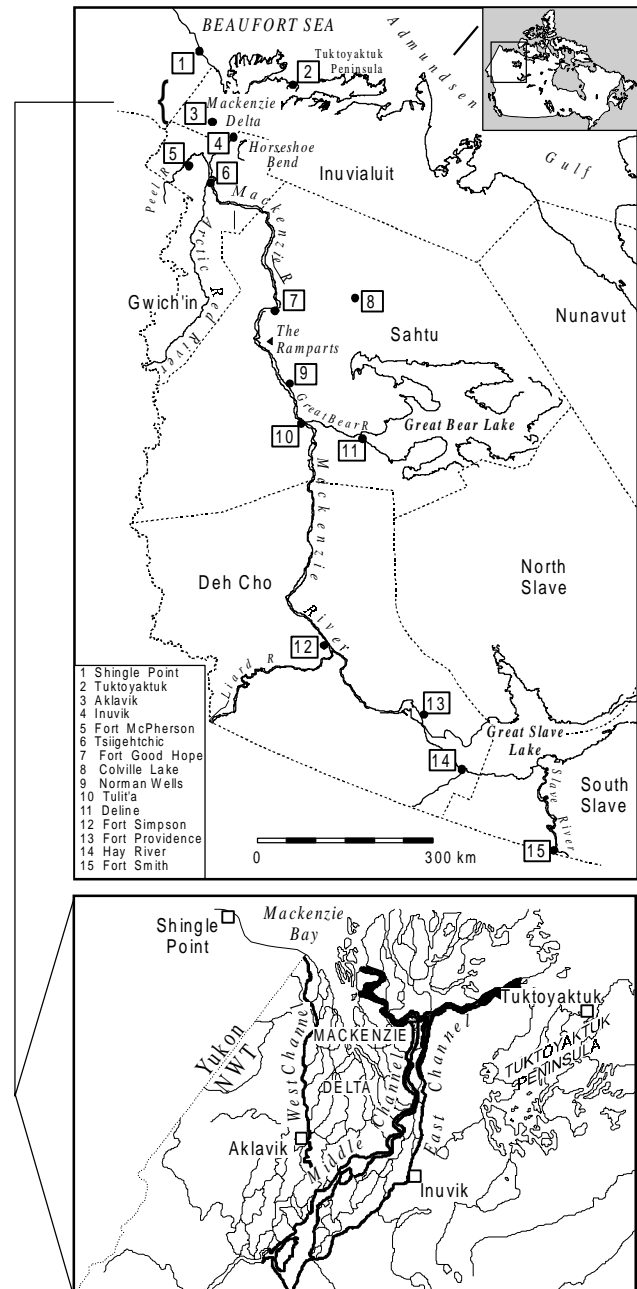 BEAUFORT SEA
Amundsen
Gulf
1
Tuktoyaktuk
Peninsula
2
Mackenzie
Delta
3
4
Horseshoe
Bend
Inuvialuit
5
6
Peel R
Mackenzie R
Arctic Red River
Gwich'in
7
8
The
Ramparts
Sahtu
Nunavut
9
Great Bear R
Great Bear Lake
10
11
Mackenzie River
Deh Cho
North
Slave
12
Liard R
13
Great Slave
Lake
14
South
Slave
Slave River
15
1 Shingle Point
2 Tuktoyaktuk
3 Aklavik
4 Inuvik
5 Fort McPherson
6 Tsiigehtchic
7 Fort Good Hope
8 Colville Lake
9 Norman Wells
10 Tulit'a
11 Deline
12 Fort Simpson
13 Fort Providence
14 Hay River
15 Fort Smith
0 300 km
Shingle
Point
Mackenzie
Bay
Tuktoyaktuk
Yukon
NWT
West Channel
MACKENZIE
DELTA
Middle Channel
East Channel
TUKTOYAKTUK
PENINSULA
Aklavik
Inuvik